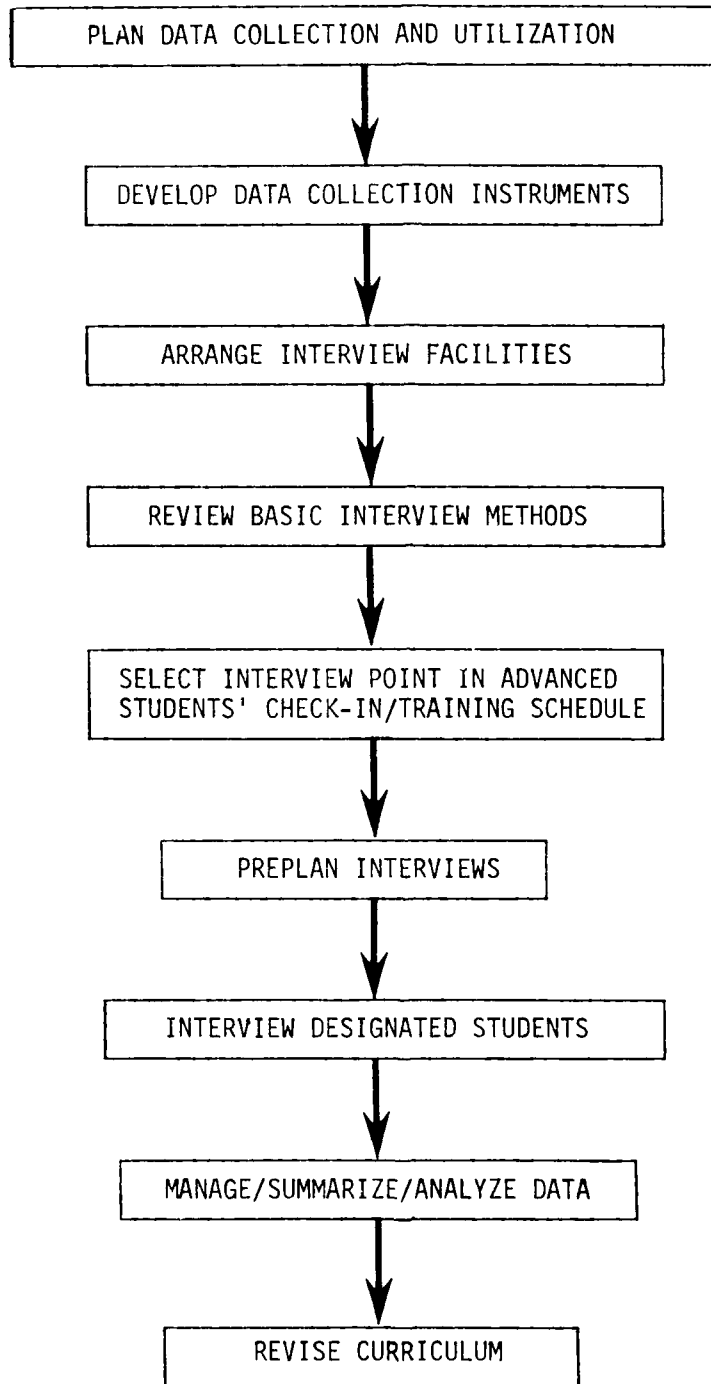 PLAN DATA COLLECTION AND UTILIZATION
DEVELOP DATA COLLECTION INSTRUMENTS
ARRANGE INTERVIEW FACILITIES
REVIEW BASIC INTERVIEW METHODS
SELECT INTERVIEW POINT IN ADVANCED
STUDENTS' CHECK-IN/TRAINING SCHEDULE
PREPLAN INTERVIEWS
INTERVIEW DESIGNATED STUDENTS
MANAGE/SUMMARIZE/ANALYZE DATA
REVISE CURRICULUM